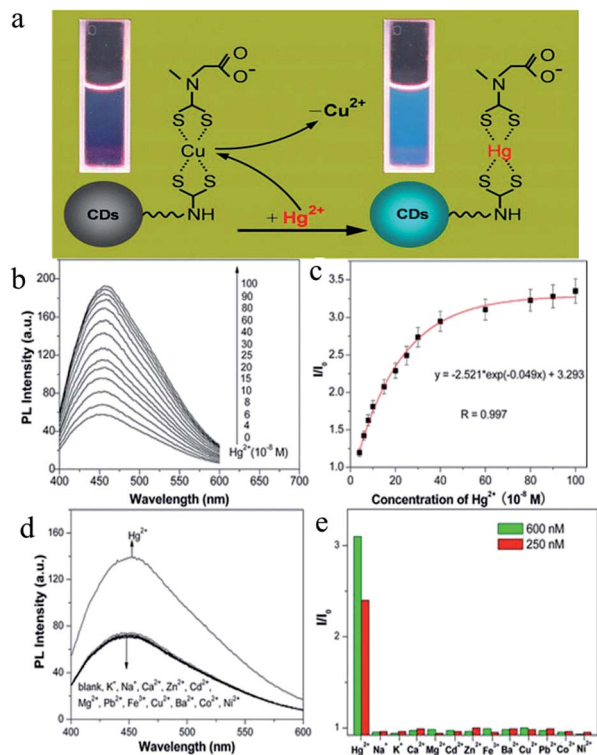 a
O
O⁻
N
S
S
Cu
S
S
NH
CDs
−Cu²⁺
+ Hg²⁺
O
O⁻
N
S
S
Hg
S
S
NH
CDs
b
PL Intensity (a.u.)
200
160
120
80
40
0
400 450 500 550 600 650 700
Wavelength (nm)
100
90
80
60
40
30
25
20
15
10
8
6
4
0
Hg²⁺(10⁻⁸ M)
c
I/I₀
3.5
3.0
2.5
2.0
1.5
1.0
0 20 40 60 80 100
Concentration of Hg²⁺ (10⁻⁸ M)
y = -2.521*exp(-0.049x) + 3.293
R = 0.997
d
PL Intensity (a.u.)
160
120
80
40
0
400 450 500 550 600
Wavelength (nm)
Hg²⁺
blank, K⁺, Na⁺, Ca²⁺, Zn²⁺, Cd²⁺,
Mg²⁺, Pb²⁺, Fe³⁺, Cu²⁺, Ba²⁺, Co²⁺, Ni²⁺
e
I/I₀
3
2
1
600 nM
250 nM
Hg²⁺ Na⁺ K⁺ Ca²⁺ Mg²⁺ Cd²⁺ Zn²⁺ Fe³⁺ Ba²⁺ Cu²⁺ Pb²⁺ Co²⁺ Ni²⁺